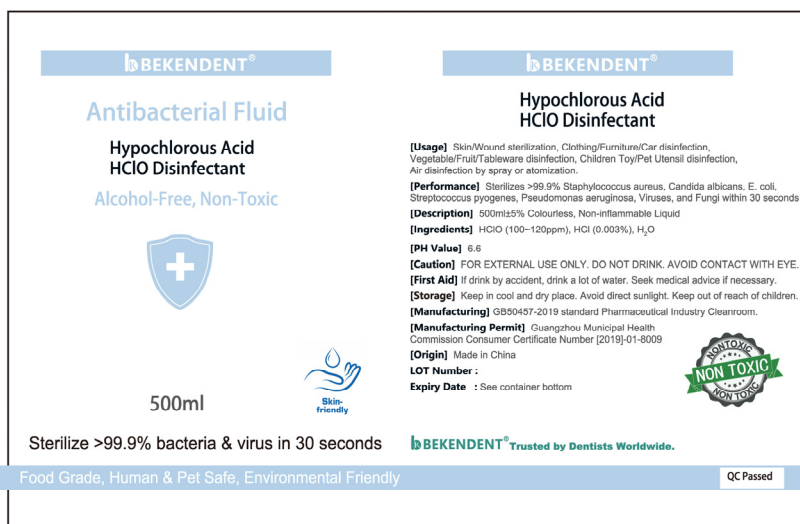 BEKENDENT®
Antibacterial Fluid
Hypochlorous Acid
HClO Disinfectant
Alcohol-Free, Non-Toxic
Skin-
friendly
500ml
Sterilize >99.9% bacteria & virus in 30 seconds
BEKENDENT®
Hypochlorous Acid
HClO Disinfectant
[Usage] Skin/Wound sterilization, Clothing/Furniture/Car disinfection,
Vegetable/Fruit/Tableware disinfection, Children Toy/Pet Utensil disinfection,
Air disinfection by spray or atomization.
[Performance] Sterilizes >99.9% Staphylococcus aureus, Candida albicans, E. coli,
Streptococcus pyogenes, Pseudomonas aeruginosa, Viruses, and Fungi within 30 seconds
[Description] 500ml±5% Colourless, Non-inflammable Liquid
[Ingredients] HClO (100~120ppm), HCl (0.003%), H₂O
[PH Value] 6.6
[Caution] FOR EXTERNAL USE ONLY. DO NOT DRINK. AVOID CONTACT WITH EYE.
[First Aid] If drink by accident, drink a lot of water. Seek medical advice if necessary.
[Storage] Keep in cool and dry place. Avoid direct sunlight. Keep out of reach of children.
[Manufacturing] GB50457-2019 standard Pharmaceutical Industry Cleanroom.
[Manufacturing Permit] Guangzhou Municipal Health
Commission Consumer Certificate Number [2019]-01-8009
[Origin] Made in China
LOT Number :
Expiry Date : See container bottom
NONTOXIC
NON TOXIC
NON TOXIC
BEKENDENT® Trusted by Dentists Worldwide.
Food Grade, Human & Pet Safe, Environmental Friendly
QC Passed